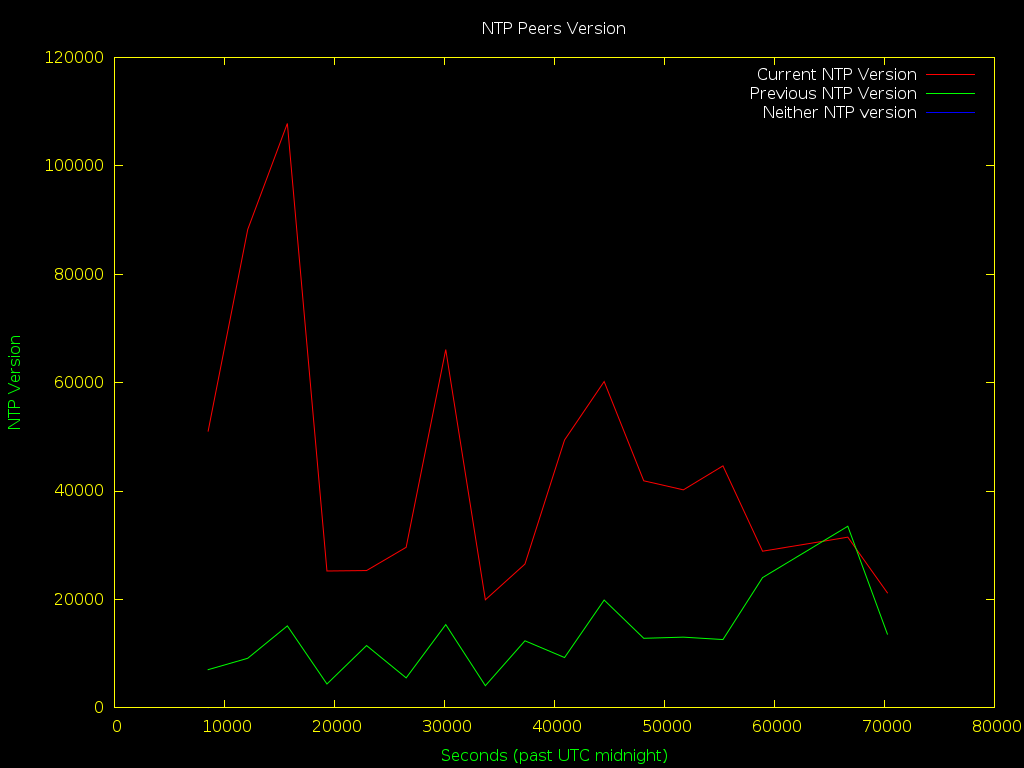 NTP Peers Version
120000
100000
80000
60000
40000
20000
0
NTP Version
Current NTP Version
Previous NTP Version
Neither NTP version
0 10000 20000 30000 40000 50000 60000 70000 80000
Seconds (past UTC midnight)